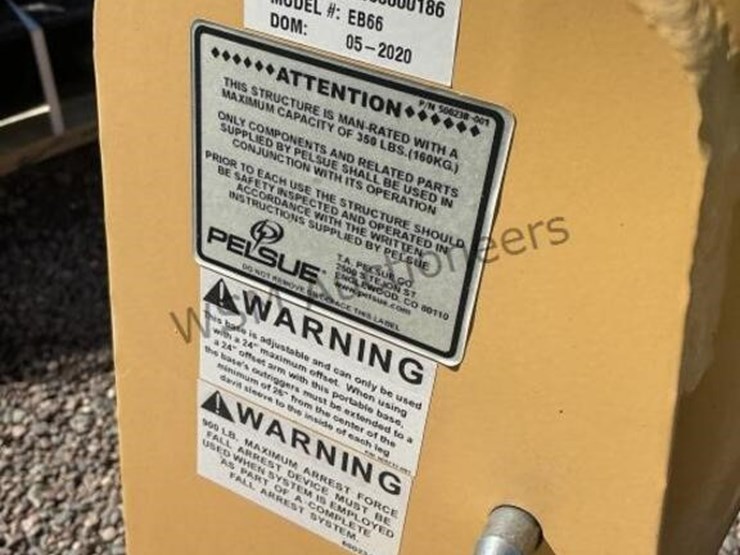 00186
MODEL #: EB66
DOM: 05-2020
ATTENTION
P/N 500238-001
THIS STRUCTURE IS MAN-RATED WITH A
MAXIMUM CAPACITY OF 350 LBS.(160KG.)
ONLY COMPONENTS AND RELATED PARTS
SUPPLIED BY PELSUE SHALL BE USED IN
CONJUNCTION WITH ITS OPERATION
PRIOR TO EACH USE THE STRUCTURE SHOULD
BE SAFETY INSPECTED AND OPERATED IN
ACCORDANCE WITH THE WRITTEN
INSTRUCTIONS SUPPLIED BY PELSUE
PELSUE
T.A. PELSUE CO.
2500 S TEJON ST.
ENGLEWOOD, CO 80110
www.pelsue.com
DO NOT REMOVE THIS LABEL
WSM Auctioneers
WARNING
This base is adjustable and can only be used
with a 24" maximum offset. When using
a 24" offset arm with this portable base,
the base's outriggers must be extended to a
minimum of 26" from the center of the
davit sleeve to the inside of each leg
WARNING
900 LB. MAXIMUM ARREST FORCE
FALL ARREST DEVICE MUST BE
USED WHEN SYSTEM IS EMPLOYED
AS PART OF A COMPLETE
FALL ARREST SYSTEM.